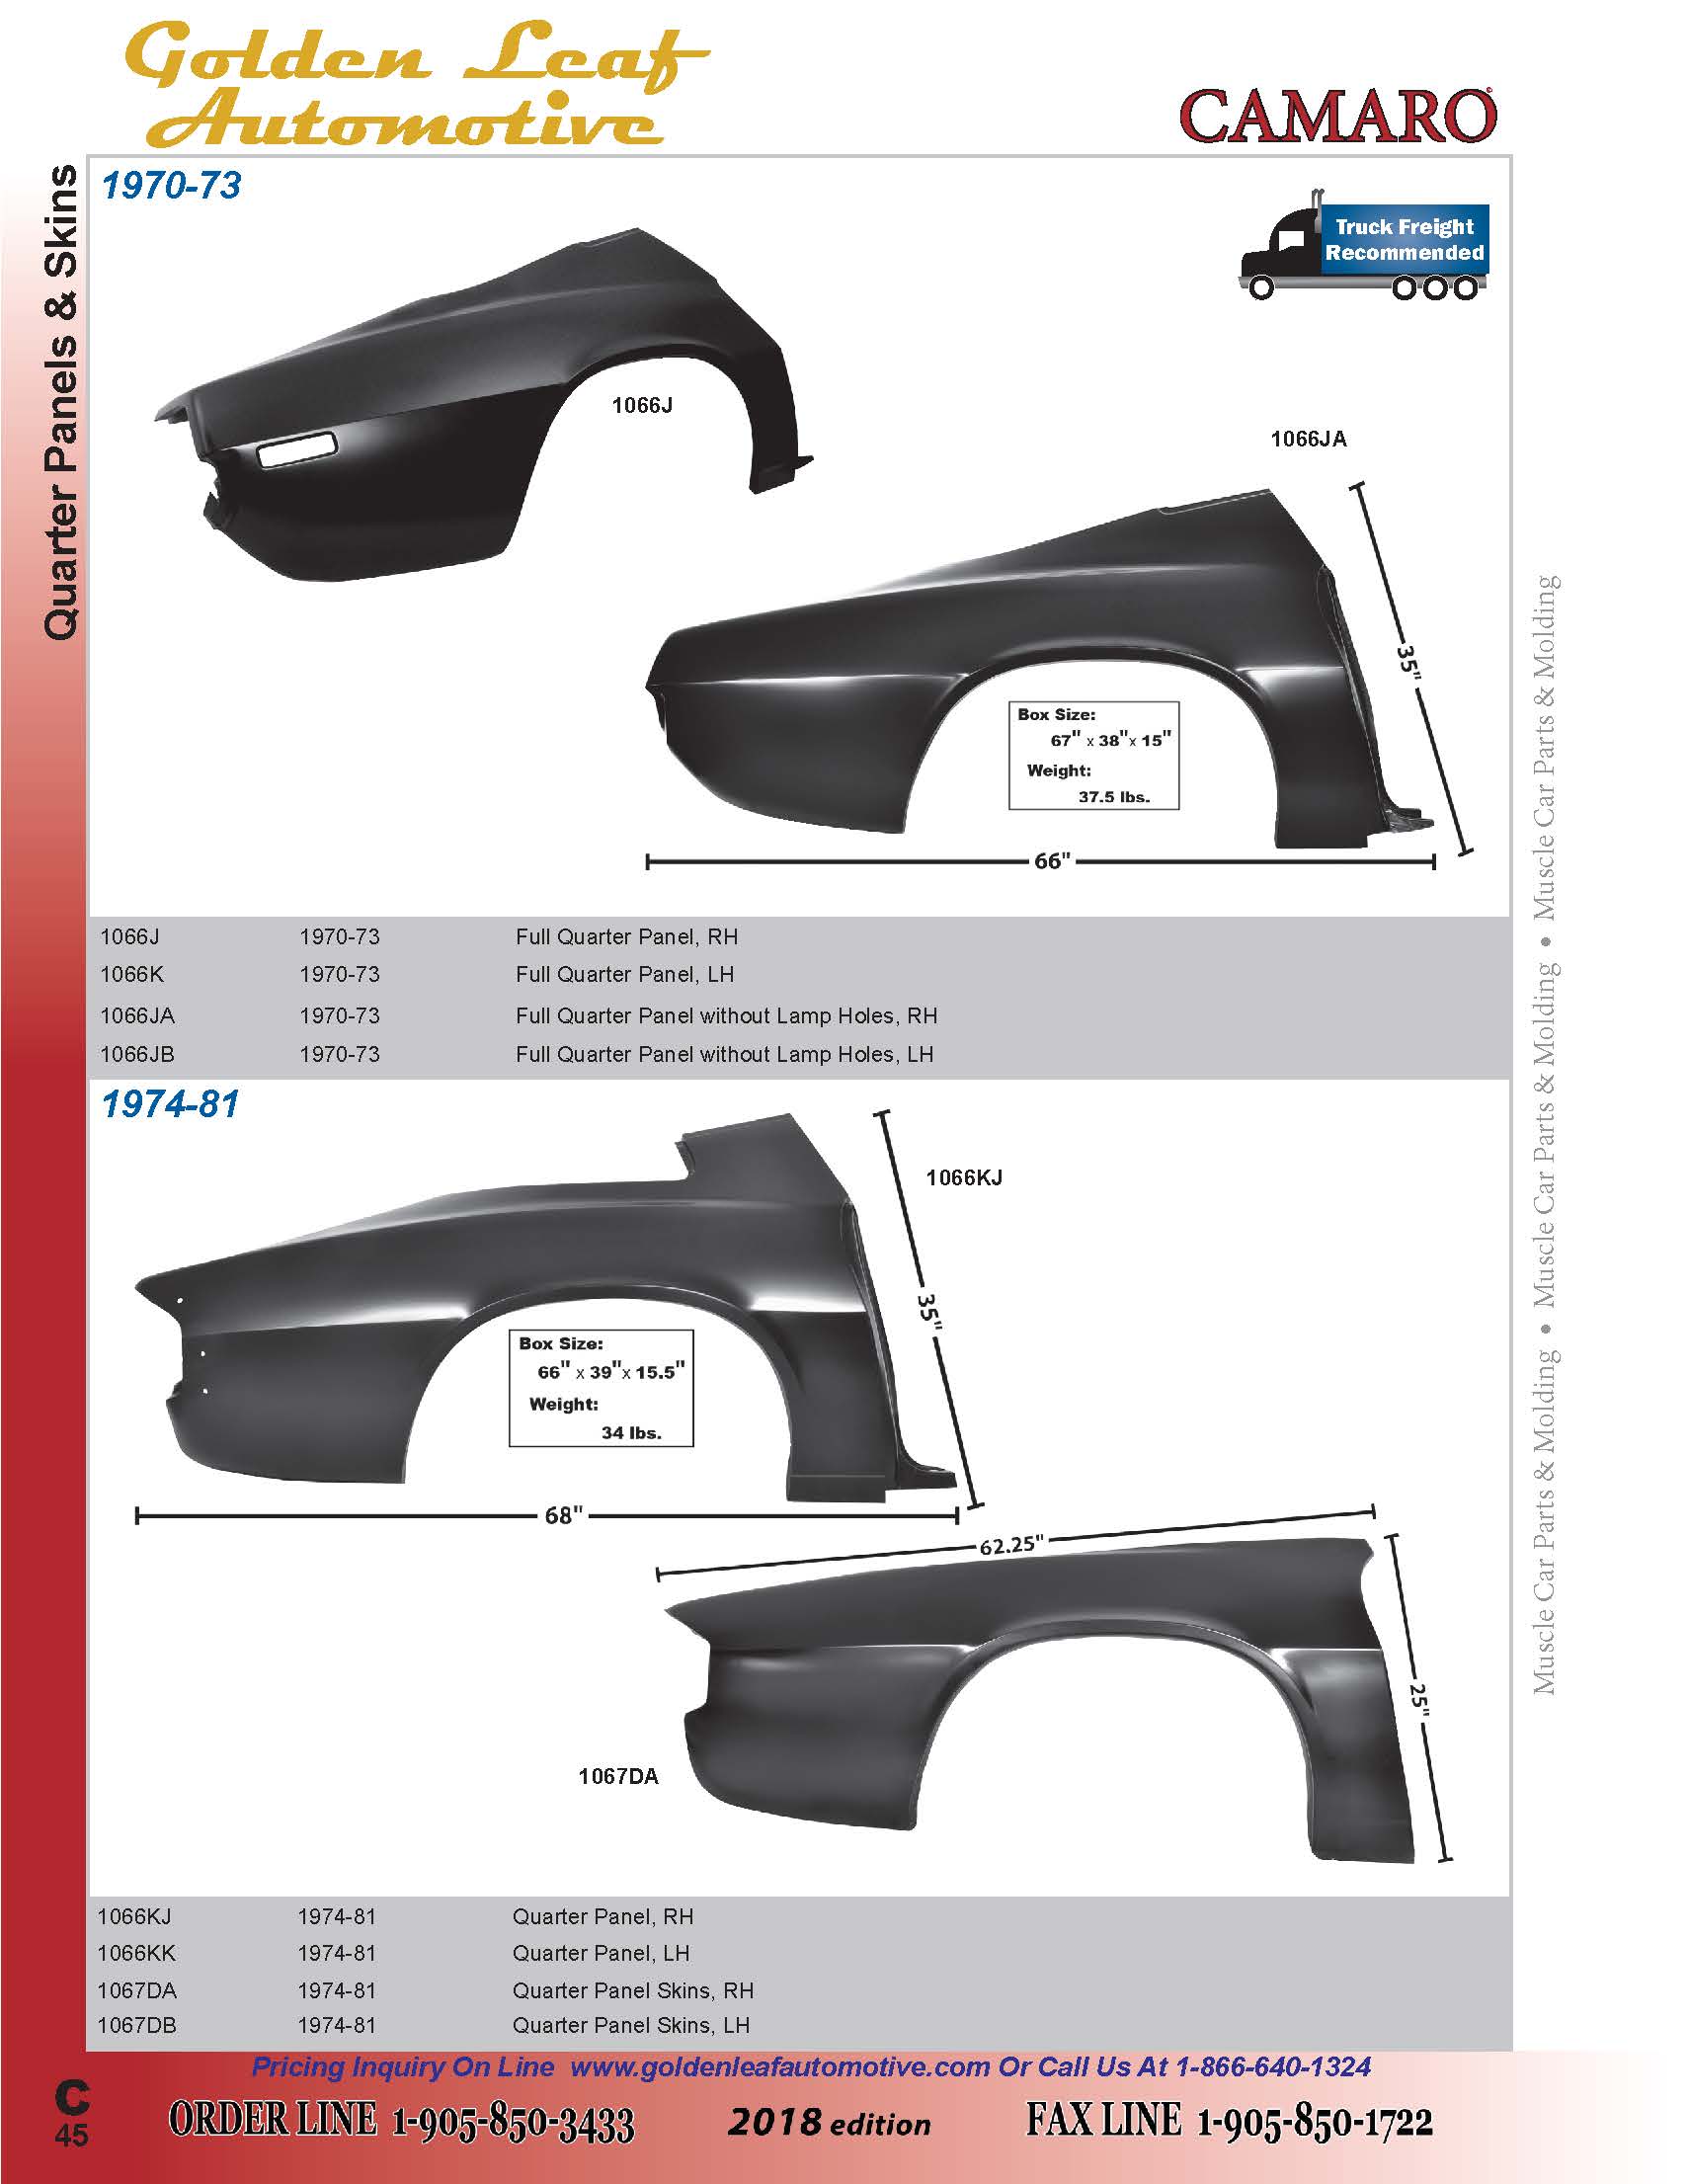 Golden Leaf
Automotive
CAMARO®
Quarter Panels & Skins
1970-73
Truck Freight
Recommended
1066J
1066JA
35"
Box Size:
67" x 38"x 15"
Weight:
37.5 lbs.
66"
1066J 1970-73 Full Quarter Panel, RH
1066K 1970-73 Full Quarter Panel, LH
1066JA 1970-73 Full Quarter Panel without Lamp Holes, RH
1066JB 1970-73 Full Quarter Panel without Lamp Holes, LH
1974-81
1066KJ
35"
Box Size:
66" x 39"x 15.5"
Weight:
34 lbs.
68"
62.25"
25"
1067DA
1066KJ 1974-81 Quarter Panel, RH
1066KK 1974-81 Quarter Panel, LH
1067DA 1974-81 Quarter Panel Skins, RH
1067DB 1974-81 Quarter Panel Skins, LH
Muscle Car Parts & Molding • Muscle Car Parts & Molding • Muscle Car Parts & Molding
Pricing Inquiry On Line www.goldenleafautomotive.com Or Call Us At 1-866-640-1324
C
45
ORDER LINE 1-905-850-3433 2018 edition FAX LINE 1-905-850-1722